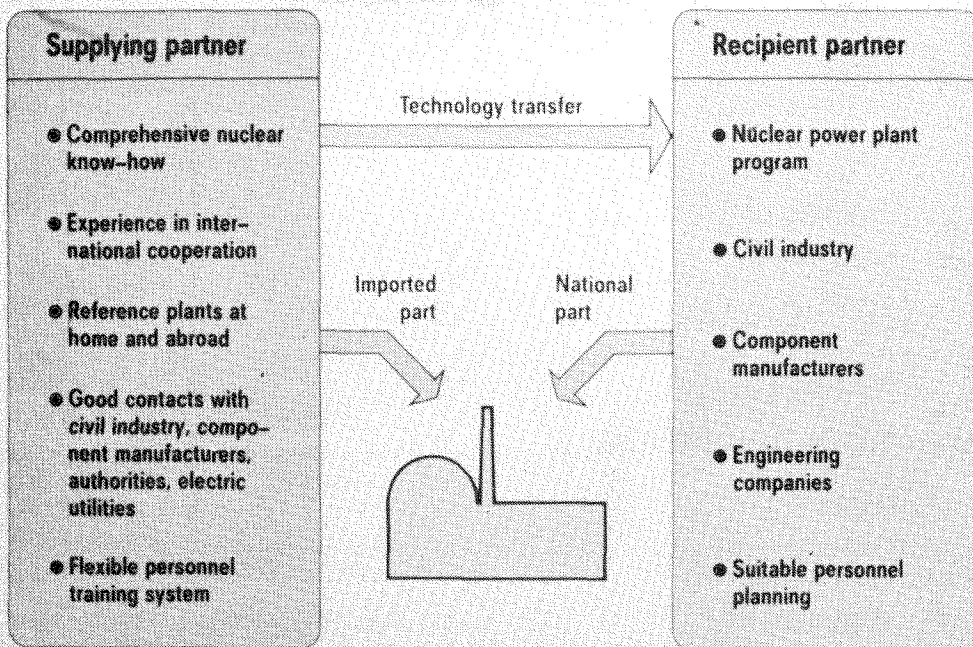 Supplying partner
● Comprehensive nuclear
know-how
● Experience in inter-
national cooperation
● Reference plants at
home and abroad
● Good contacts with
civil industry, compo-
nent manufacturers,
authorities, electric
utilities
● Flexible personnel
training system
Technology transfer
Imported
part
National
part
Recipient partner
● Nuclear power plant
program
● Civil industry
● Component
manufacturers
● Engineering
companies
● Suitable personnel
planning